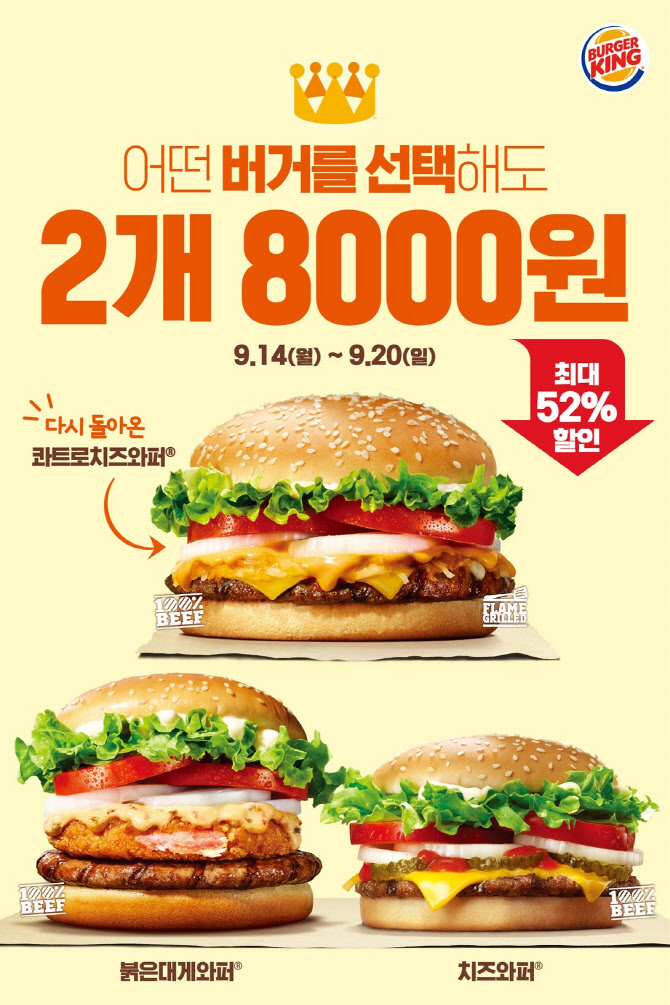 BURGER
KING
어떤 버거를 선택해도
2개 8000원
9.14(월) ~ 9.20(일)
최대
52%
할인
다시 돌아온
콰트로치즈와퍼®
100%
BEEF
FLAME
GRILLED
100%
BEEF
100%
BEEF
붉은대게와퍼®
치즈와퍼®